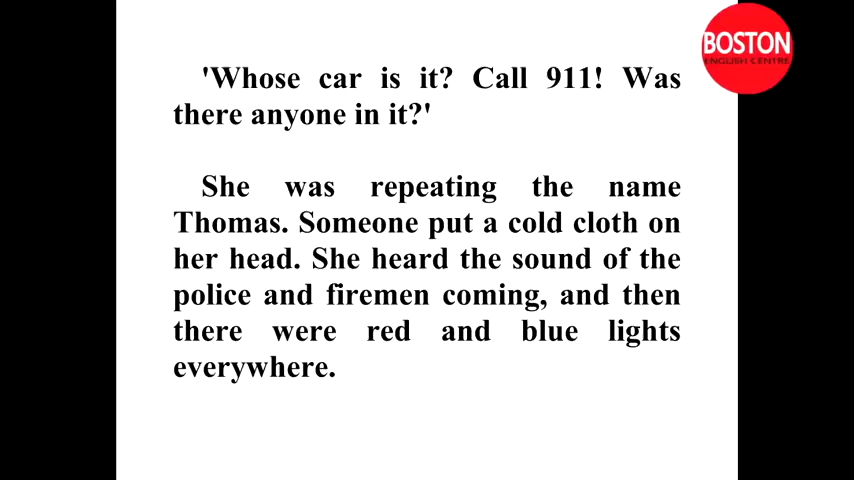 BOSTON
ENGLISH CENTRE
'Whose car is it? Call 911! Was
there anyone in it?'
She was repeating the name
Thomas. Someone put a cold cloth on
her head. She heard the sound of the
police and firemen coming, and then
there were red and blue lights
everywhere.